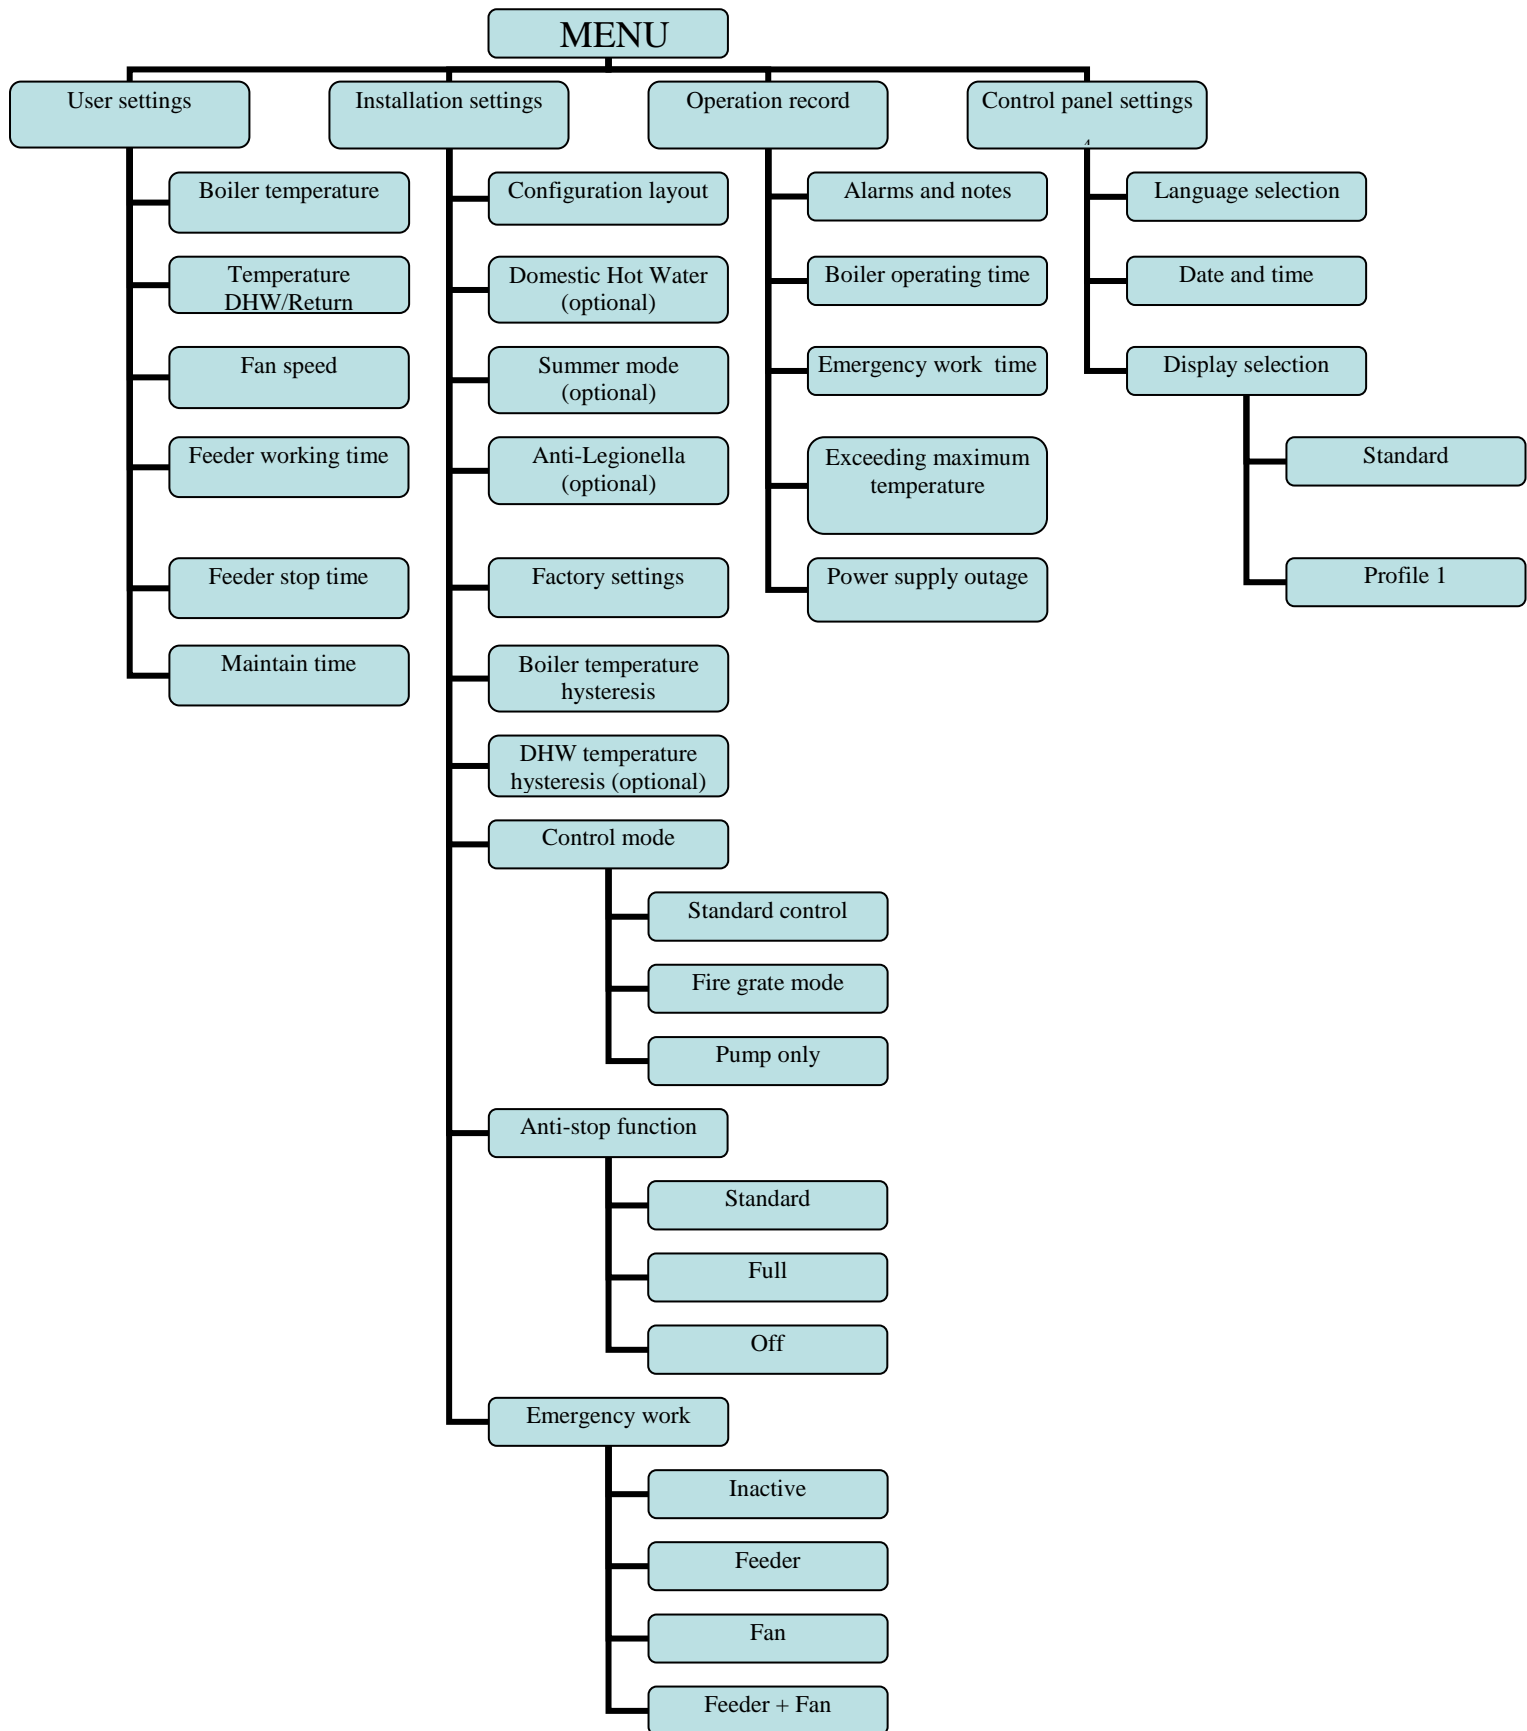 MENU
User settings
Installation settings
Operation record
Control panel settings
Boiler temperature
Temperature
DHW/Return
Fan speed
Feeder working time
Feeder stop time
Maintain time
Configuration layout
Domestic Hot Water
(optional)
Summer mode
(optional)
Anti-Legionella
(optional)
Factory settings
Boiler temperature
hysteresis
DHW temperature
hysteresis (optional)
Control mode
Standard control
Fire grate mode
Pump only
Anti-stop function
Standard
Full
Off
Emergency work
Inactive
Feeder
Fan
Feeder + Fan
Alarms and notes
Boiler operating time
Emergency work  time
Exceeding maximum
temperature
Power supply outage
Language selection
Date and time
Display selection
Standard
Profile 1